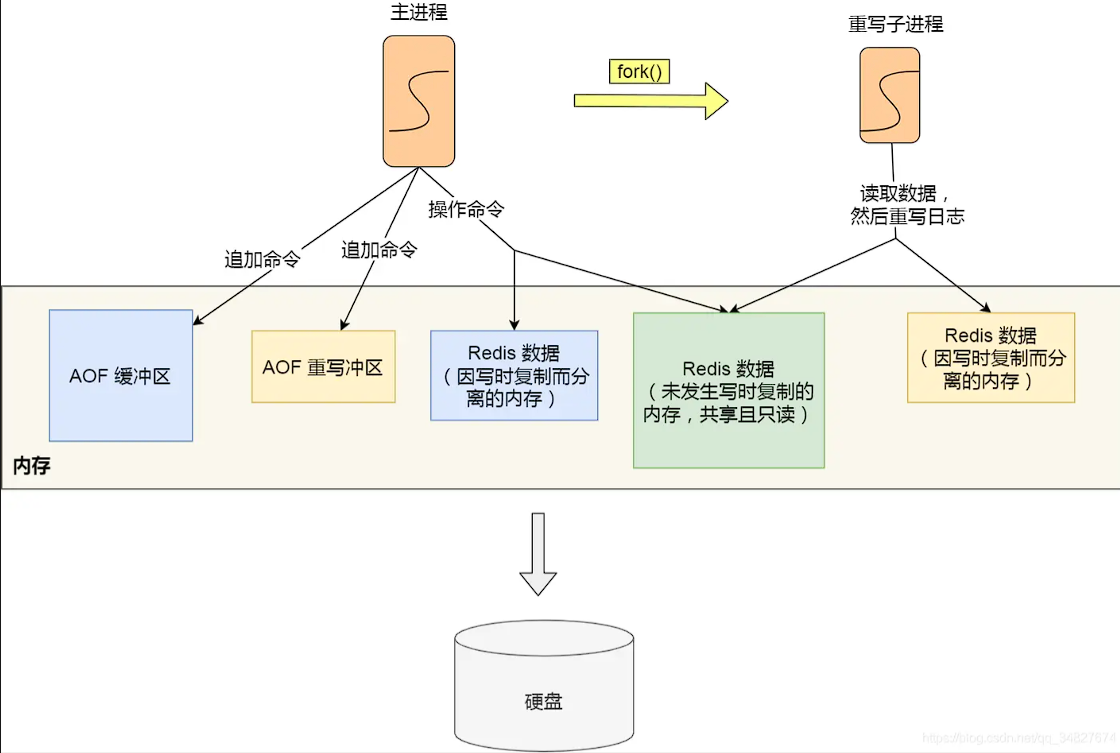 主进程
重写子进程
fork()
读取数据，
然后重写日志
操作命令
追加命令
追加命令
AOF 缓冲区
AOF 重写冲区
Redis 数据
（因写时复制而分
离的内存）
Redis 数据
（未发生写时复制的
内存，共享且只读）
Redis 数据
（因写时复制而分
离的内存）
内存
硬盘
https://blog.csdn.net/qq_34827674